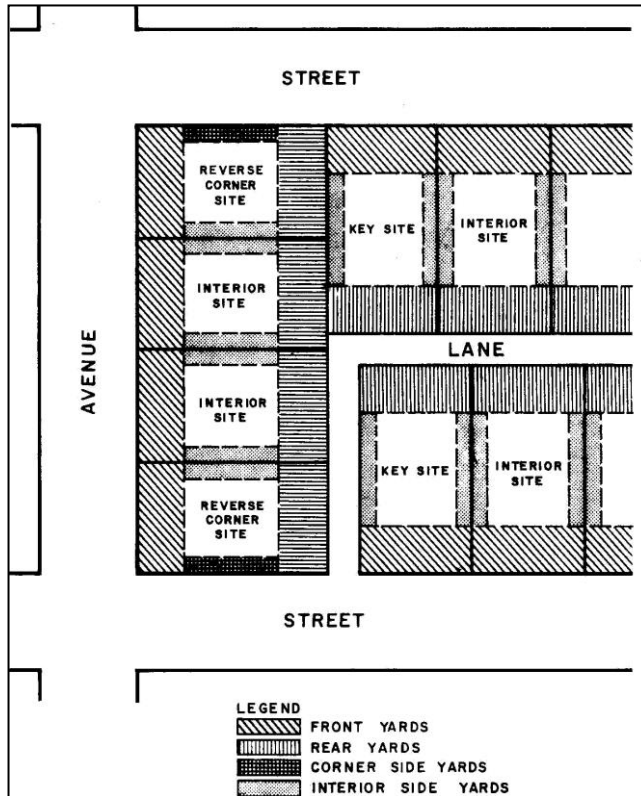 STREET
REVERSE
CORNER
SITE
KEY SITE
INTERIOR
SITE
INTERIOR
SITE
LANE
AVENUE
INTERIOR
SITE
KEY SITE
INTERIOR
SITE
REVERSE
CORNER
SITE
STREET
LEGEND
FRONT YARDS
REAR YARDS
CORNER SIDE YARDS
INTERIOR SIDE YARDS